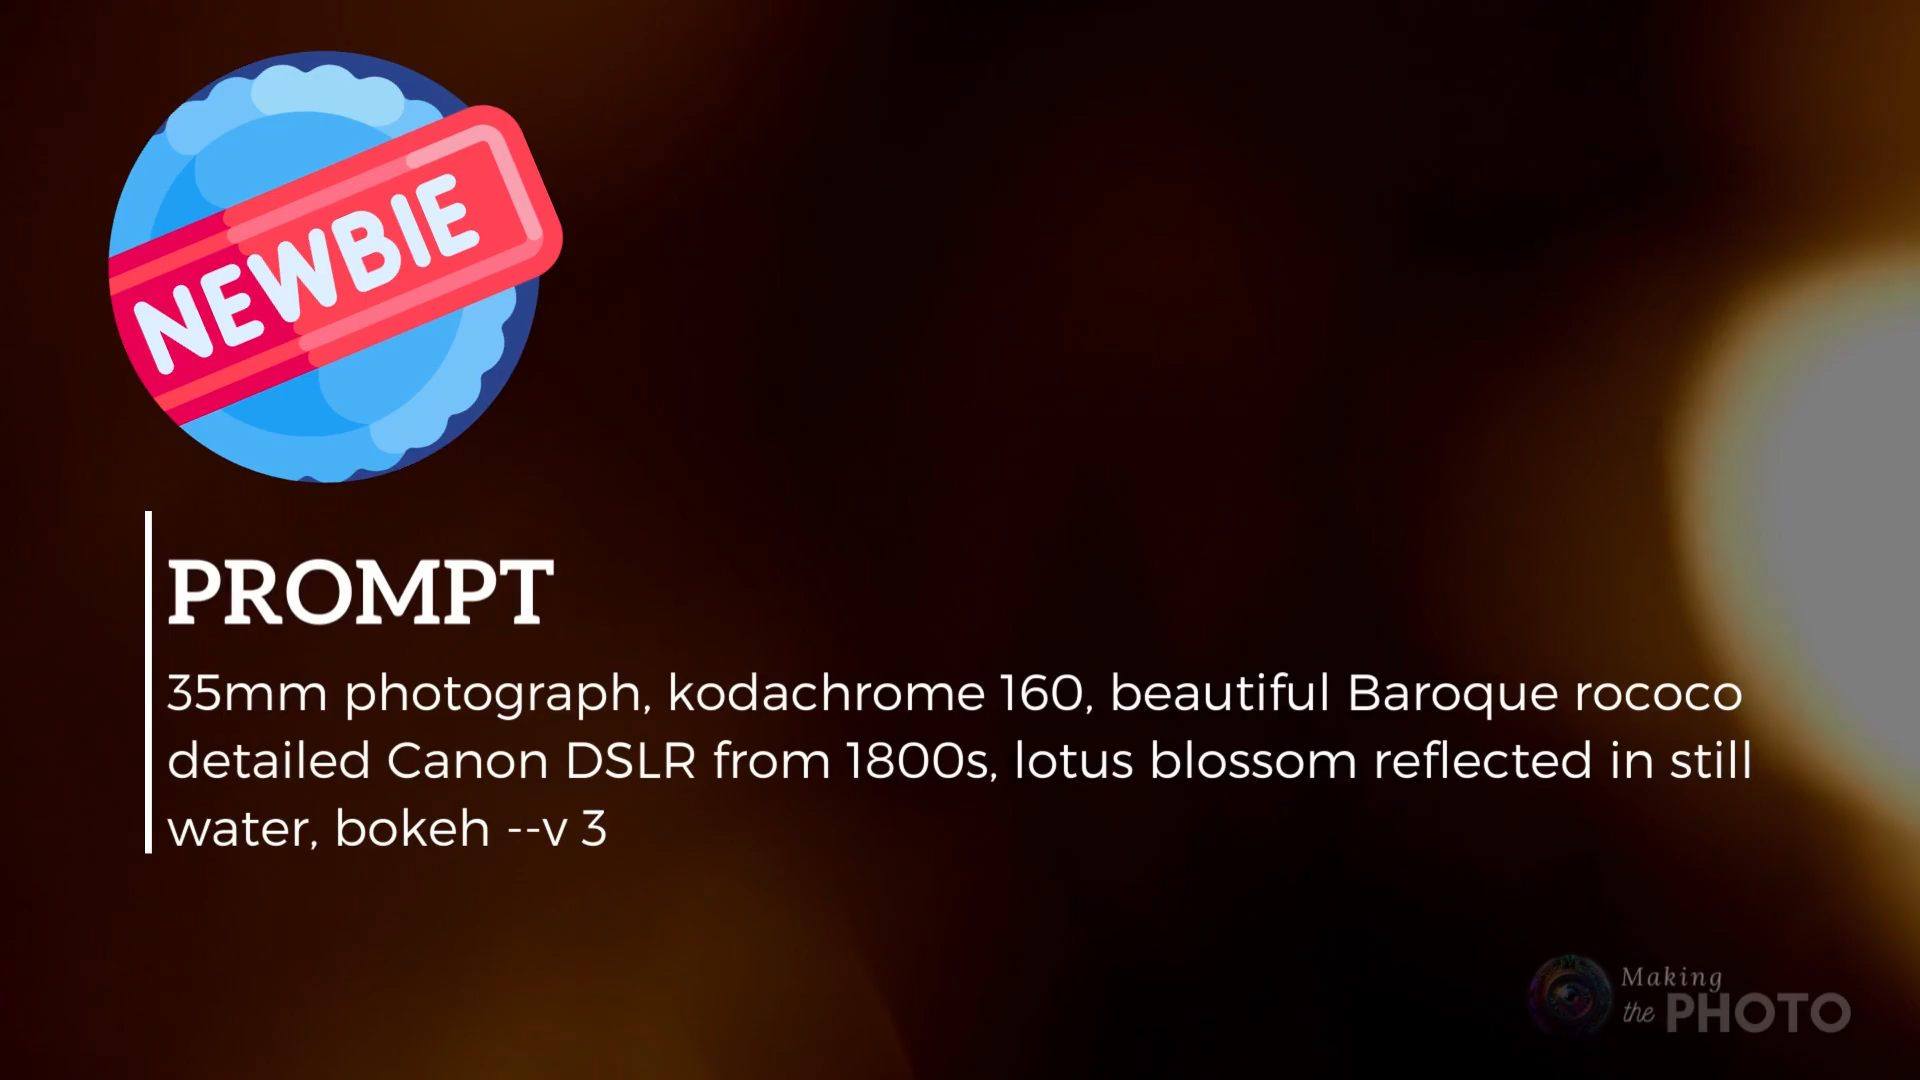 NEWBIE
PROMPT
35mm photograph, kodachrome 160, beautiful Baroque rococo
detailed Canon DSLR from 1800s, lotus blossom reflected in still
water, bokeh --v 3
Making
the PHOTO